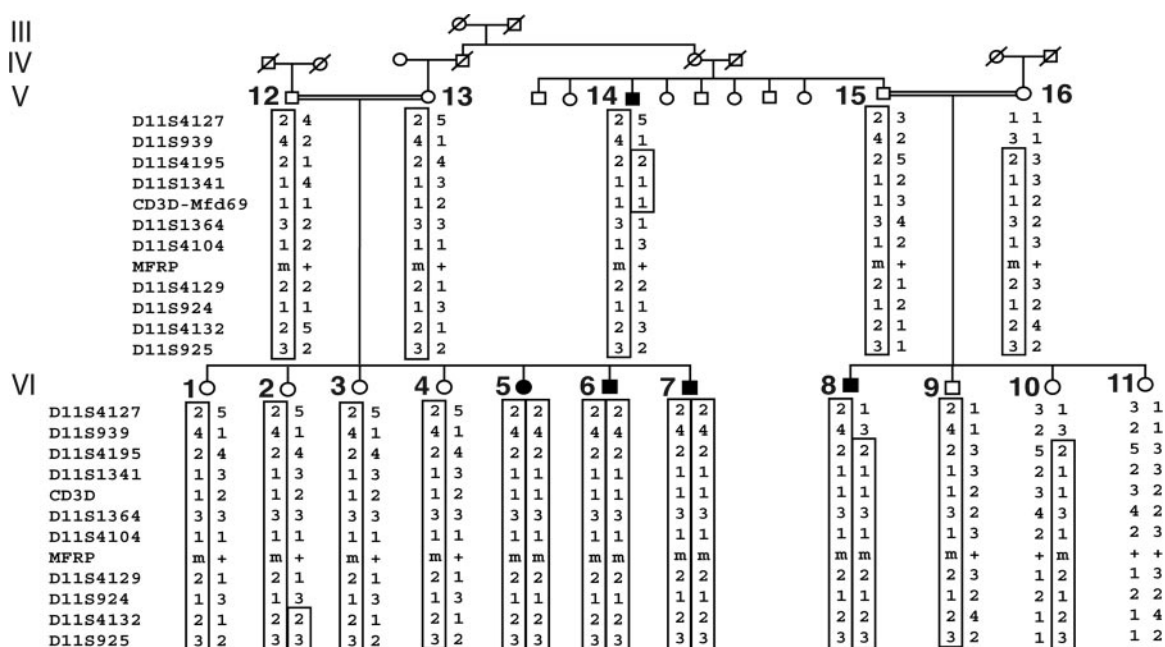 III
IV
V 12 13 14 15 16
D11S4127 2 4 2 5 2 5 2 3 1 1
D11S939 4 2 4 1 4 1 4 2 3 1
D11S4195 2 1 2 4 2 2 2 5 2 3
D11S1341 1 4 1 3 1 1 1 2 1 3
CD3D-Mfd69 1 1 1 2 1 1 1 3 1 2
D11S1364 3 2 3 3 3 1 3 4 3 2
D11S4104 1 2 1 1 1 3 1 2 1 3
MFRP m + m + m + m + m +
D11S4129 2 2 2 1 2 1 2 1 2 3
D11S924 1 1 1 3 1 1 1 2 1 2
D11S4132 2 5 2 1 2 3 2 1 2 4
D11S925 3 2 3 2 3 2 3 1 3 2
VI 1 2 3 4 5 6 7 8 9 10 11
D11S4127 2 5 2 5 2 5 2 5 2 2 2 2 2 2 2 1 2 1 3 1 3 1
D11S939 4 1 4 1 4 1 4 1 4 4 4 4 4 4 4 3 4 1 2 3 2 1
D11S4195 2 4 2 4 2 4 2 4 2 2 2 2 2 2 2 2 2 3 5 2 5 3
D11S1341 1 3 1 3 1 3 1 3 1 1 1 1 1 1 1 1 1 3 2 1 2 3
CD3D 1 2 1 2 1 2 1 2 1 1 1 1 1 1 1 1 1 2 3 1 3 2
D11S1364 3 3 3 3 3 3 3 3 3 3 3 3 3 3 3 3 3 2 4 3 4 2
D11S4104 1 1 1 1 1 1 1 1 1 1 1 1 1 1 1 1 1 3 2 1 2 3
MFRP m + m + m + m + m m m m m m m m m + + m + +
D11S4129 2 1 2 1 2 1 2 1 2 2 2 2 2 2 2 2 2 3 1 2 1 3
D11S924 1 3 1 3 1 3 1 3 1 1 1 1 1 1 1 1 1 2 2 1 2 2
D11S4132 2 1 2 2 2 1 2 1 2 2 2 2 2 2 2 2 2 4 1 2 1 4
D11S925 3 2 3 3 3 2 3 2 3 3 3 3 3 3 3 3 3 2 1 3 1 2